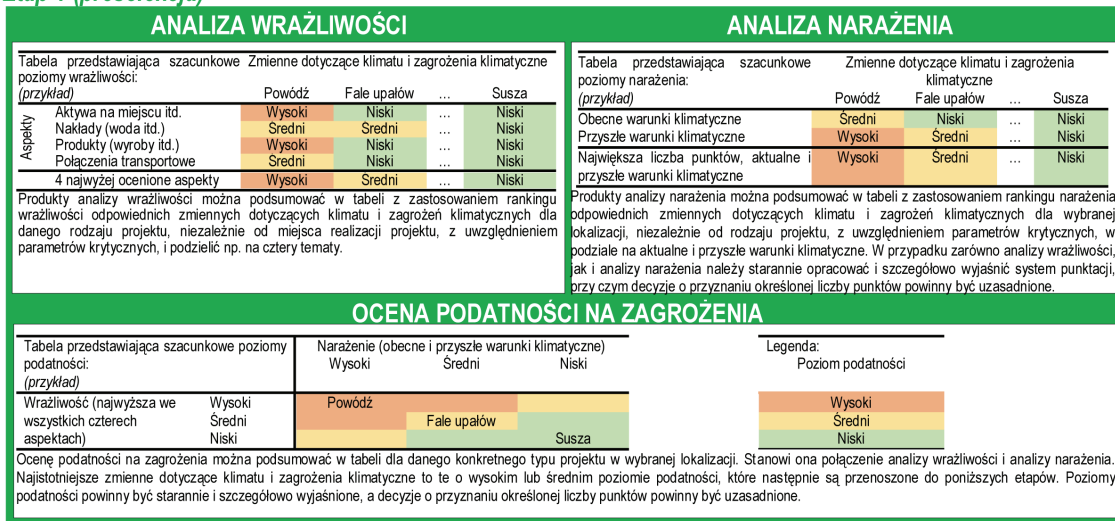 Etap 1 (preselekcja)
ANALIZA WRAŻLIWOŚCI
Tabela przedstawiająca szacunkowe poziomy wrażliwości:
(przykład)
Zmienne dotyczące klimatu i zagrożenia klimatyczne
Powódź Fale upałów … Susza
Aspekty
Aktywa na miejscu itd. Wysoki Niski … Niski
Nakłady (woda itd.) Średni Średni … Niski
Produkty (wyroby itd.) Wysoki Niski … Niski
Połączenia transportowe Średni Niski … Niski
4 najwyżej ocenione aspekty Wysoki Średni … Niski
Produkty analizy wrażliwości można podsumować w tabeli z zastosowaniem rankingu
wrażliwości odpowiednich zmiennych dotyczących klimatu i zagrożeń klimatycznych dla
danego rodzaju projektu, niezależnie od miejsca realizacji projektu, z uwzględnieniem
parametrów krytycznych, i podzielić np. na cztery tematy.
ANALIZA NARAŻENIA
Tabela przedstawiająca szacunkowe
poziomy narażenia:
(przykład)
Zmienne dotyczące klimatu i zagrożenia
klimatyczne
Powódź Fale upałów … Susza
Obecne warunki klimatyczne Średni Niski … Niski
Przyszłe warunki klimatyczne Wysoki Średni … Niski
Największa liczba punktów, aktualne i Wysoki Średni … Niski
przyszłe warunki klimatyczne
Produkty analizy narażenia można podsumować w tabeli z zastosowaniem rankingu narażenia
odpowiednich zmiennych dotyczących klimatu i zagrożeń klimatycznych dla wybranej
lokalizacji, niezależnie od rodzaju projektu, z uwzględnieniem parametrów krytycznych, w
podziale na aktualne i przyszłe warunki klimatyczne. W przypadku zarówno analizy wrażliwości,
jak i analizy narażenia należy starannie opracować i szczegółowo wyjaśnić system punktacji,
przy czym decyzje o przyznaniu określonej liczby punktów powinny być uzasadnione.
OCENA PODATNOŚCI NA ZAGROŻENIA
Tabela przedstawiająca szacunkowe poziomy
podatności:
(przykład)
Narażenie (obecne i przyszłe warunki klimatyczne)
Wysoki Średni Niski
Wrażliwość (najwyższa we Wysoki Powódź
wszystkich czterech Średni Fale upałów
aspektach) Niski Susza
Legenda:
Poziom podatności
Wysoki
Średni
Niski
Ocenę podatności na zagrożenia można podsumować w tabeli dla danego konkretnego typu projektu w wybranej lokalizacji. Stanowi ona połączenie analizy wrażliwości i analizy narażenia.
Najistotniejsze zmienne dotyczące klimatu i zagrożenia klimatyczne to te o wysokim lub średnim poziomie podatności, które następnie są przenoszone do poniższych etapów. Poziomy
podatności powinny być starannie i szczegółowo wyjaśnione, a decyzje o przyznaniu określonej liczby punktów powinny być uzasadnione.